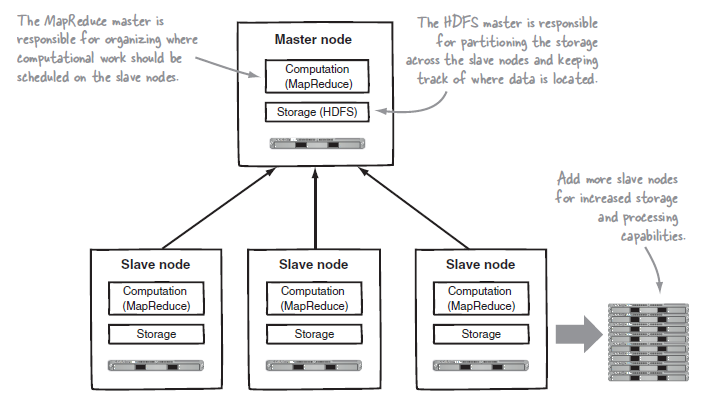 The MapReduce master is
responsible for organizing where
computational work should be
scheduled on the slave nodes.
Master node
Computation
(MapReduce)
Storage (HDFS)
The HDFS master is responsible
for partitioning the storage
across the slave nodes and keeping
track of where data is located.
Add more slave nodes
for increased storage
and processing
capabilities.
Slave node
Computation
(MapReduce)
Storage
Slave node
Computation
(MapReduce)
Storage
Slave node
Computation
(MapReduce)
Storage